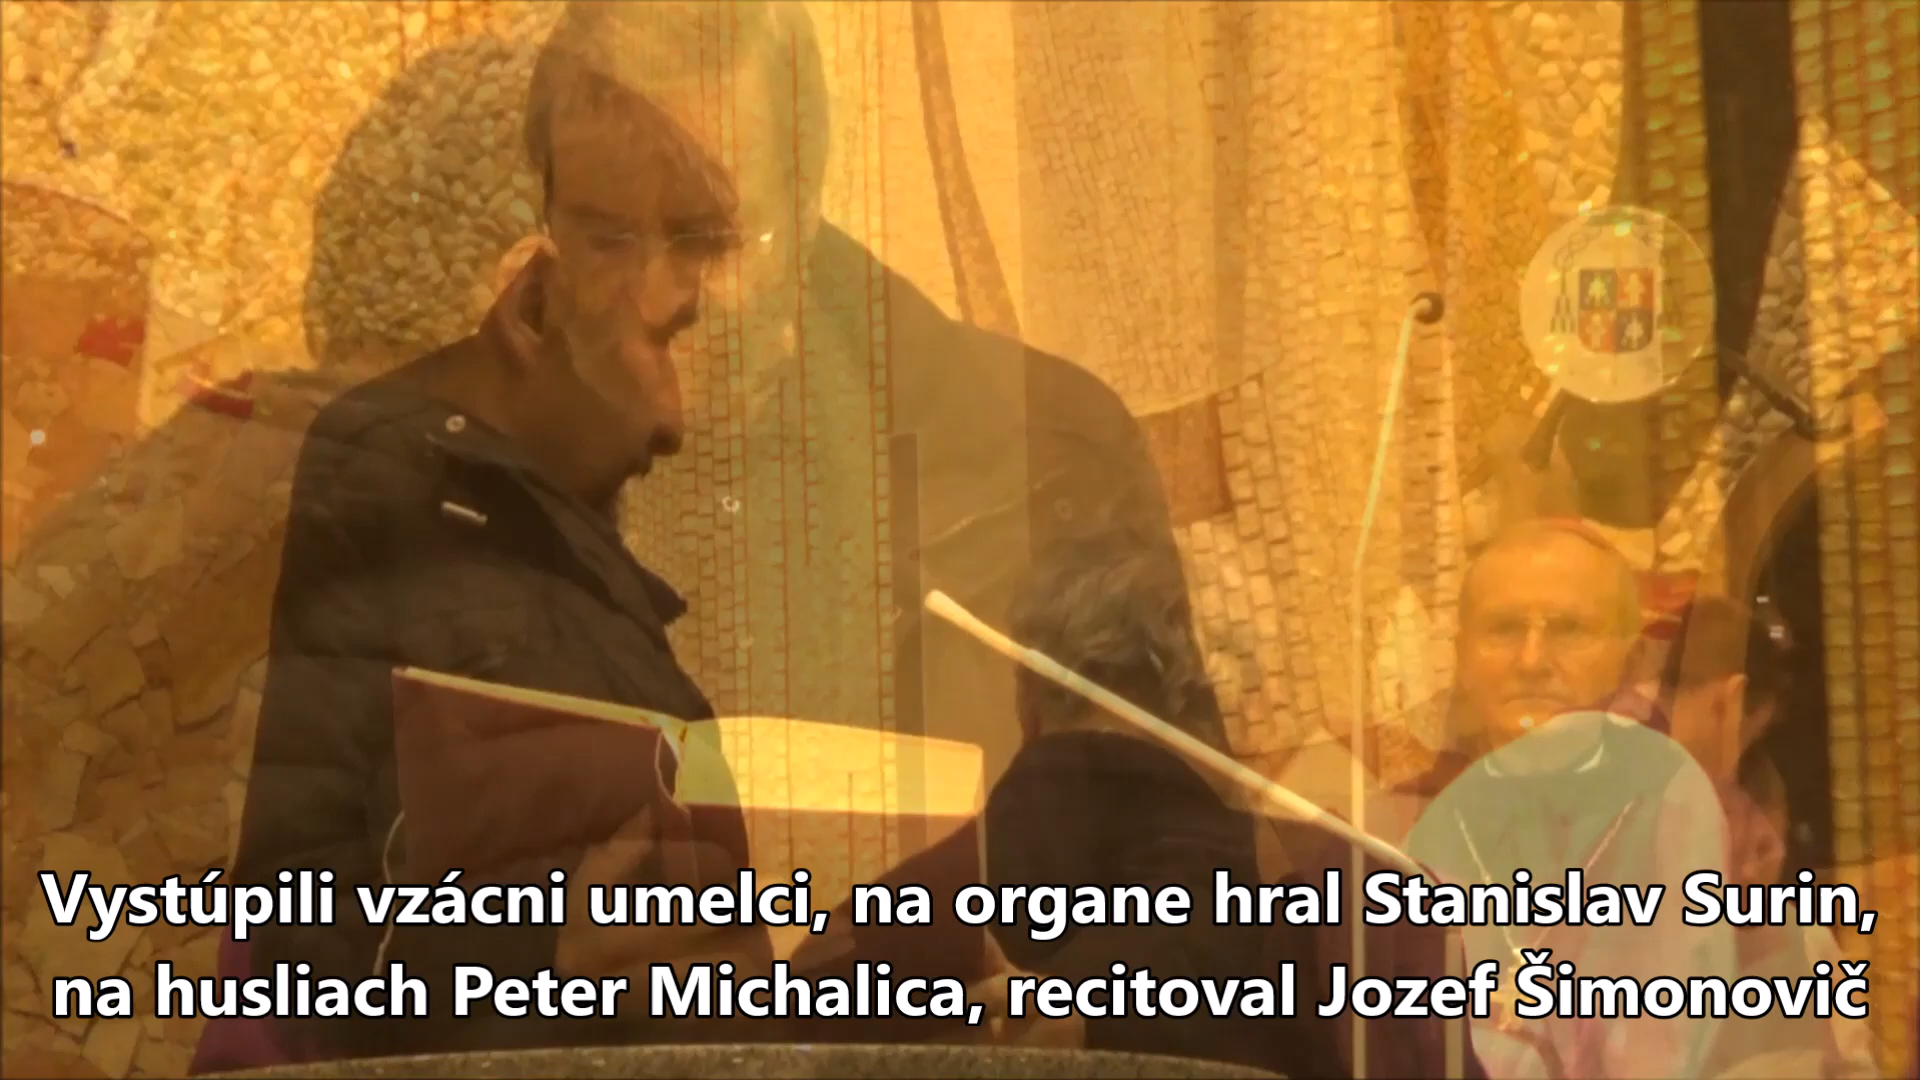 Vystúpili vzácni umelci, na organe hral Stanislav Surin,
na husliach Peter Michalica, recitoval Jozef Šimonovič